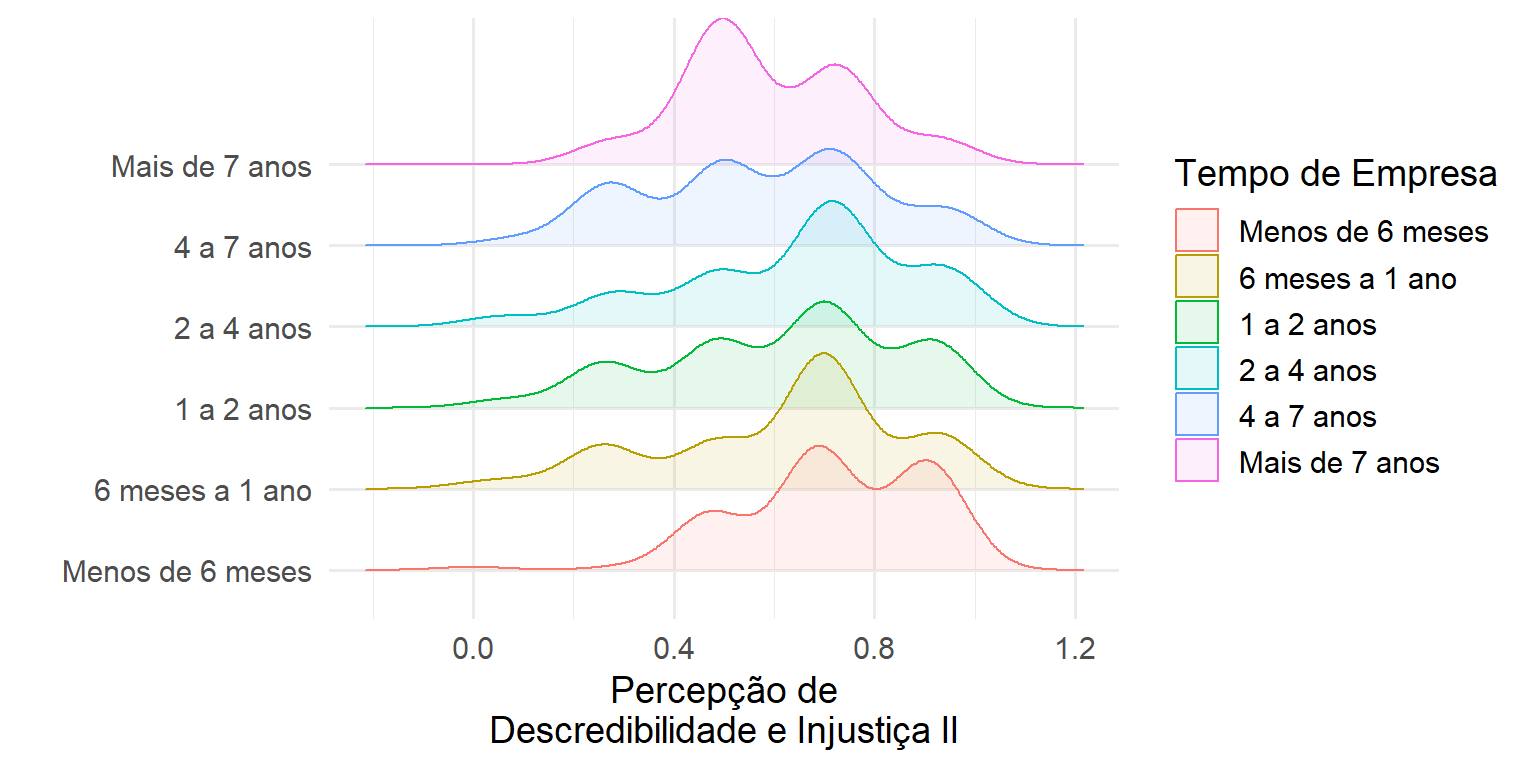 Mais de 7 anos
4 a 7 anos
2 a 4 anos
1 a 2 anos
6 meses a 1 ano
Menos de 6 meses
0.0
0.4
0.8
1.2
Percepção de
Descredibilidade e Injustiça II
Tempo de Empresa
Menos de 6 meses
6 meses a 1 ano
1 a 2 anos
2 a 4 anos
4 a 7 anos
Mais de 7 anos